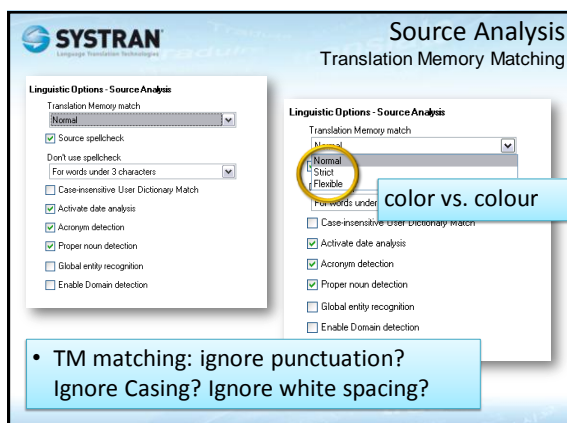 SYSTRAN
Language Translation Technologies
Source Analysis
Translation Memory Matching
Linguistic Options - Source Analysis
Translation Memory match
Normal
Source spellcheck
Don't use spellcheck
For words under 3 characters
Case-insensitive User Dictionary Match
Activate date analysis
Acronym detection
Proper noun detection
Global entity recognition
Enable Domain detection
Linguistic Options - Source Analysis
Translation Memory match
Normal
Normal
Strict
Flexible
color vs. colour
For words under
Case-insensitive User Dictionary Match
Activate date analysis
Acronym detection
Proper noun detection
Global entity recognition
Enable Domain detection
• TM matching: ignore punctuation?
Ignore Casing? Ignore white spacing?